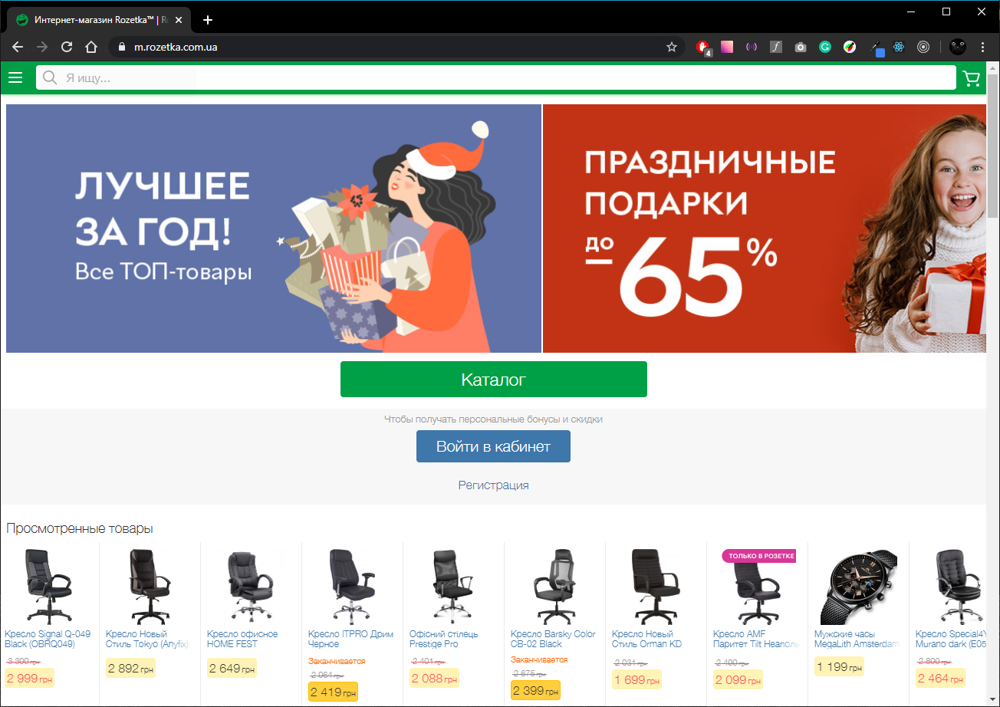 Интернет-магазин Rozetka™ | Ro
m.rozetka.com.ua
4
Я ищу...
ЛУЧШЕЕ
ЗА ГОД!
Все ТОП-товары
ПРАЗДНИЧНЫЕ
ПОДАРКИ
ДО
65%
Каталог
Чтобы получать персональные бонусы и скидки
Войти в кабинет
Регистрация
Просмотренные товары
Кресло Signal Q-049
Black (OBRQ049)
3 390 грн
2 999 грн
Кресло Новый
Стиль Tokyo (Anyfix)
2 892 грн
Кресло офисное
HOME FEST
2 649 грн
Кресло ITPRO Дрим
Черное
Заканчивается
2 064 грн
2 419 грн
Офісний стілець
Prestige Pro
2 401 грн
2 088 грн
Кресло Barsky Color
CB-02 Black
Заканчивается
2 675 грн
2 399 грн
Кресло Новый
Стиль Orman KD
2 031 грн
1 699 грн
ТОЛЬКО В РОЗЕТКЕ
Кресло AMF
Паритет Tilt Неаполь
2 499 грн
2 099 грн
Мужские часы
MegaLith Amsterdam
1 199 грн
Кресло Special4Y
Murano dark (E05
2 800 грн
2 464 грн